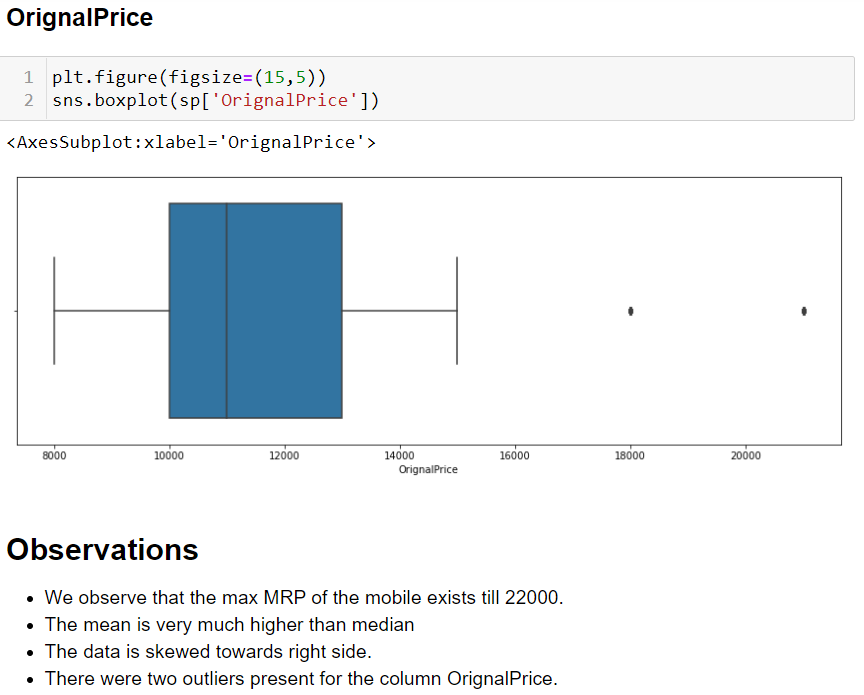 OrignalPrice
1 plt.figure(figsize=(15,5))
2 sns.boxplot(sp['OrignalPrice'])
<AxesSubplot:xlabel='OrignalPrice'>
8000 10000 12000 14000 16000 18000 20000
OrignalPrice
Observations
• We observe that the max MRP of the mobile exists till 22000.
• The mean is very much higher than median
• The data is skewed towards right side.
• There were two outliers present for the column OrignalPrice.